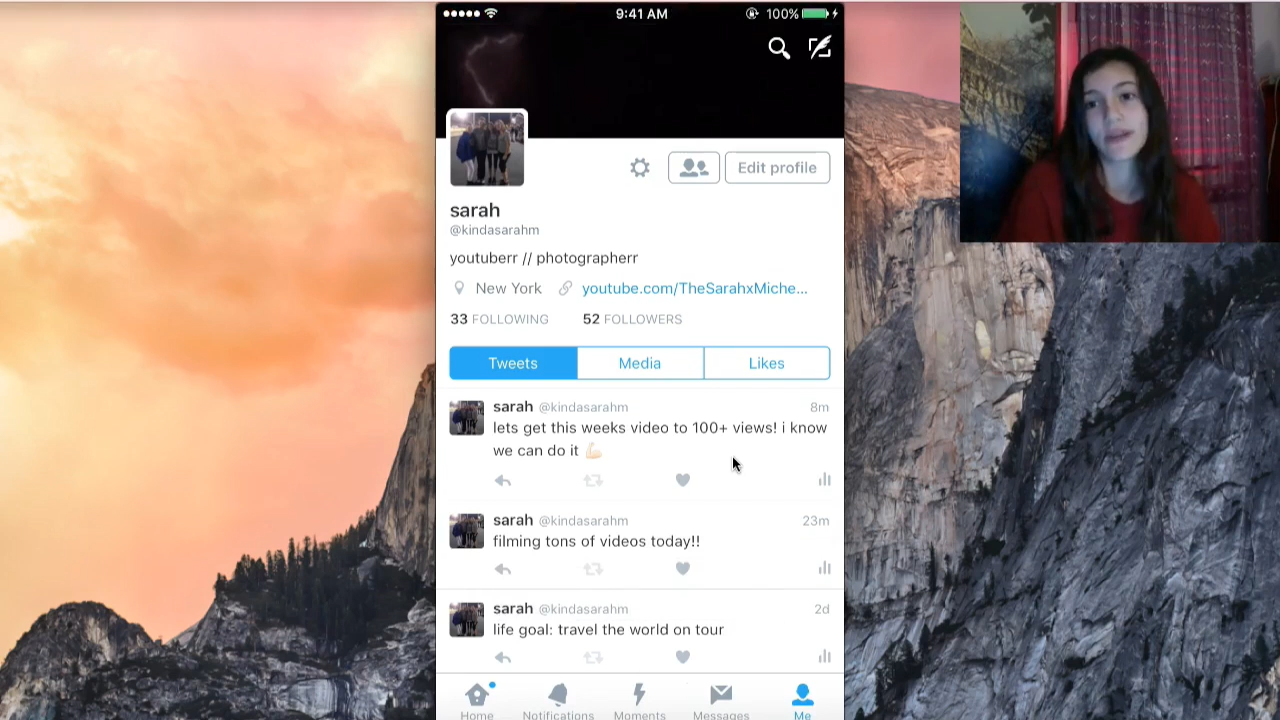 9:41 AM
100%
Edit profile
sarah
@kindasarahm
youtuberr // photographerr
New York youtube.com/TheSarahxMiche...
33 FOLLOWING 52 FOLLOWERS
Tweets Media Likes
sarah @kindasarahm 8m
lets get this weeks video to 100+ views! i know
we can do it 💪🏻
sarah @kindasarahm 23m
filming tons of videos today!!
sarah @kindasarahm 2d
life goal: travel the world on tour
Home Notifications Moments Messages Me